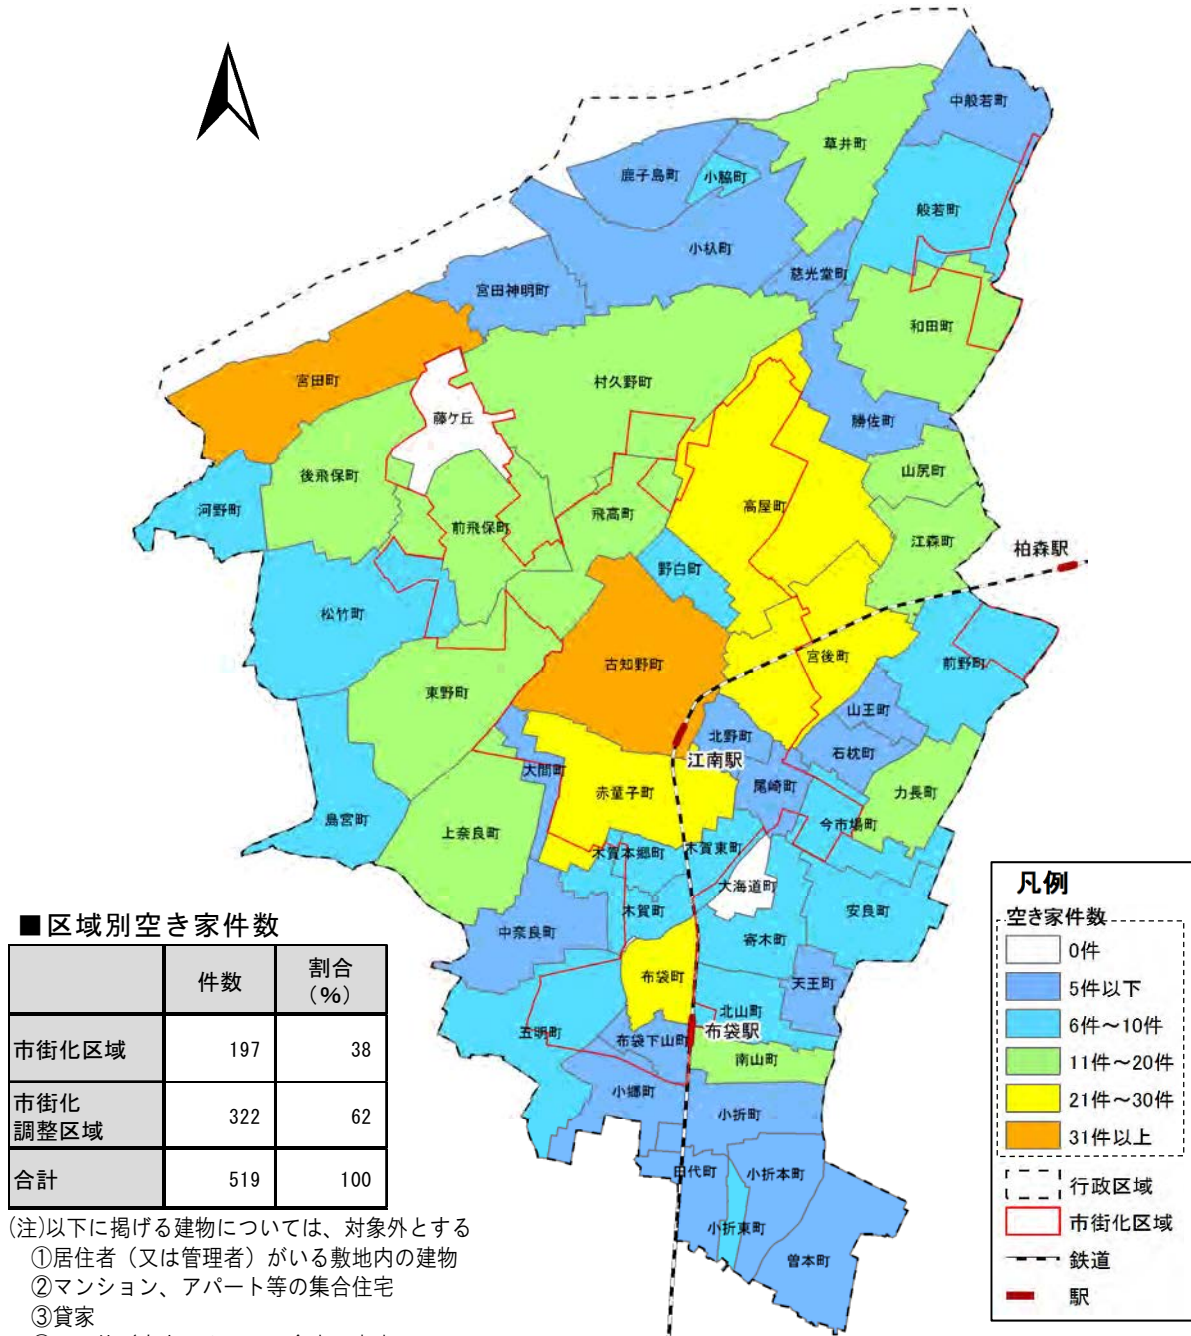 中般若町
草井町
鹿子島町
小脇町
般若町
小杁町
慈光堂町
宮田神明町
和田町
宮田町
村久野町
藤ケ丘
勝佐町
山尻町
後飛保町
河野町
高屋町
飛高町
前飛保町
江森町
柏森駅
野白町
松竹町
古知野町
宮後町
前野町
東野町
山王町
北野町
石枕町
江南駅
大間町
尾崎町
赤童子町
力長町
島宮町
今市場町
上奈良町
木賀本郷町
木賀東町
大海道町
木賀町
安良町
中奈良町
寄木町
布袋町
天王町
北山町
五明町
布袋下山町
布袋駅
南山町
小郷町
小折町
田代町
小折本町
小折東町
曽本町
凡例
空き家件数
0件
5件以下
6件～10件
11件～20件
21件～30件
31件以上
行政区域
市街化区域
鉄道
駅
■区域別空き家件数
件数 割合（%）
市街化区域 197 38
市街化調整区域 322 62
合計 519 100
(注)以下に掲げる建物については、対象外とする
①居住者（又は管理者）がいる敷地内の建物
②マンション、アパート等の集合住宅
③貸家